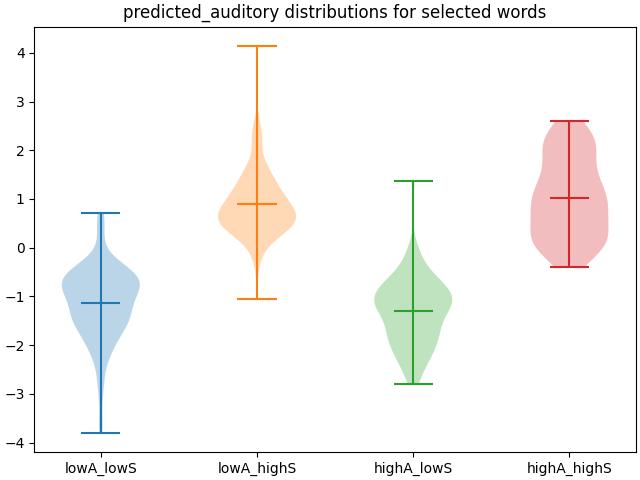 predicted_auditory distributions for selected words
4
3
2
1
0
−1
−2
−3
−4
lowA_lowS
lowA_highS
highA_lowS
highA_highS